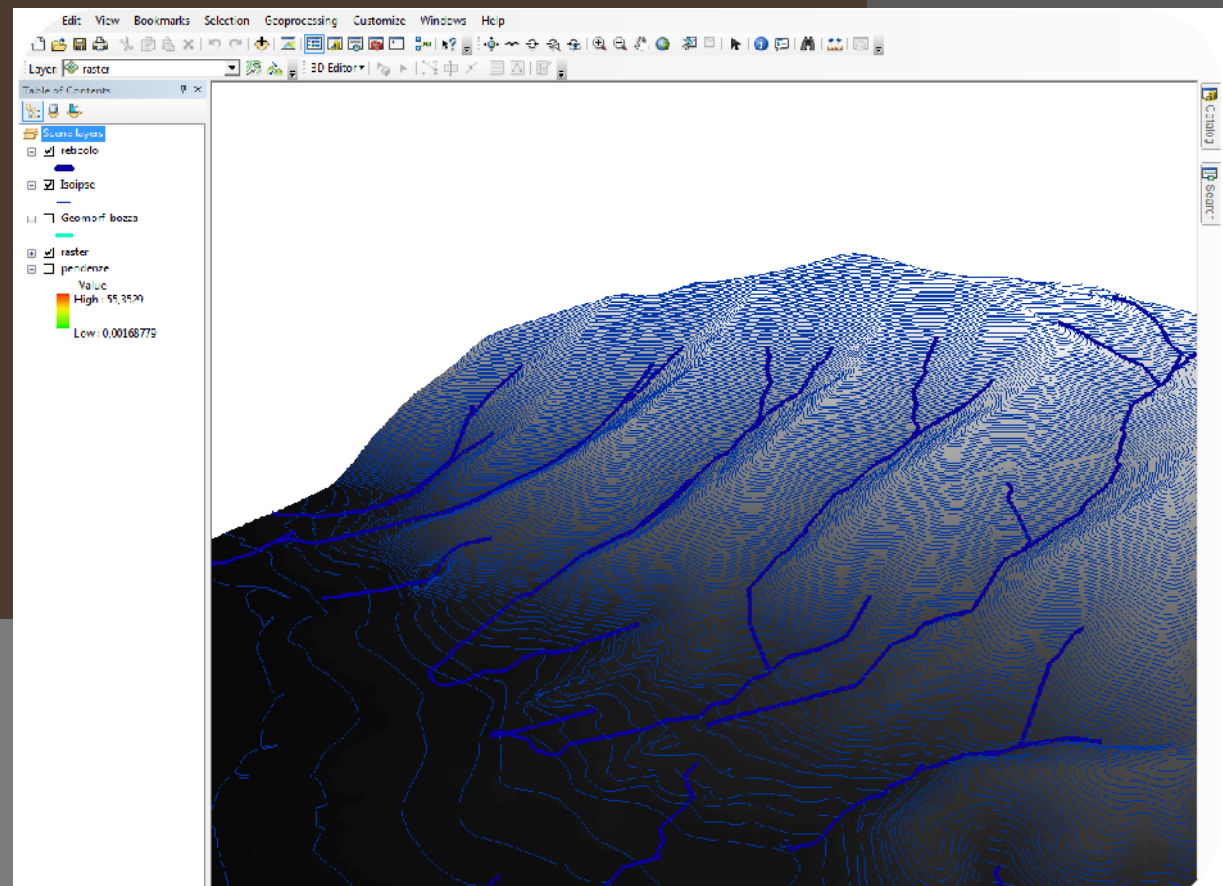 Edit View Bookmarks Selection Geoprocessing Customize Windows Help
Layer: raster
3D Editor
Table of Contents
Scene layers
Isoipse
Geomorf bozza
raster
pendenze
Value
High : 55,3529
Low : 0,00168779
Catalog
Search